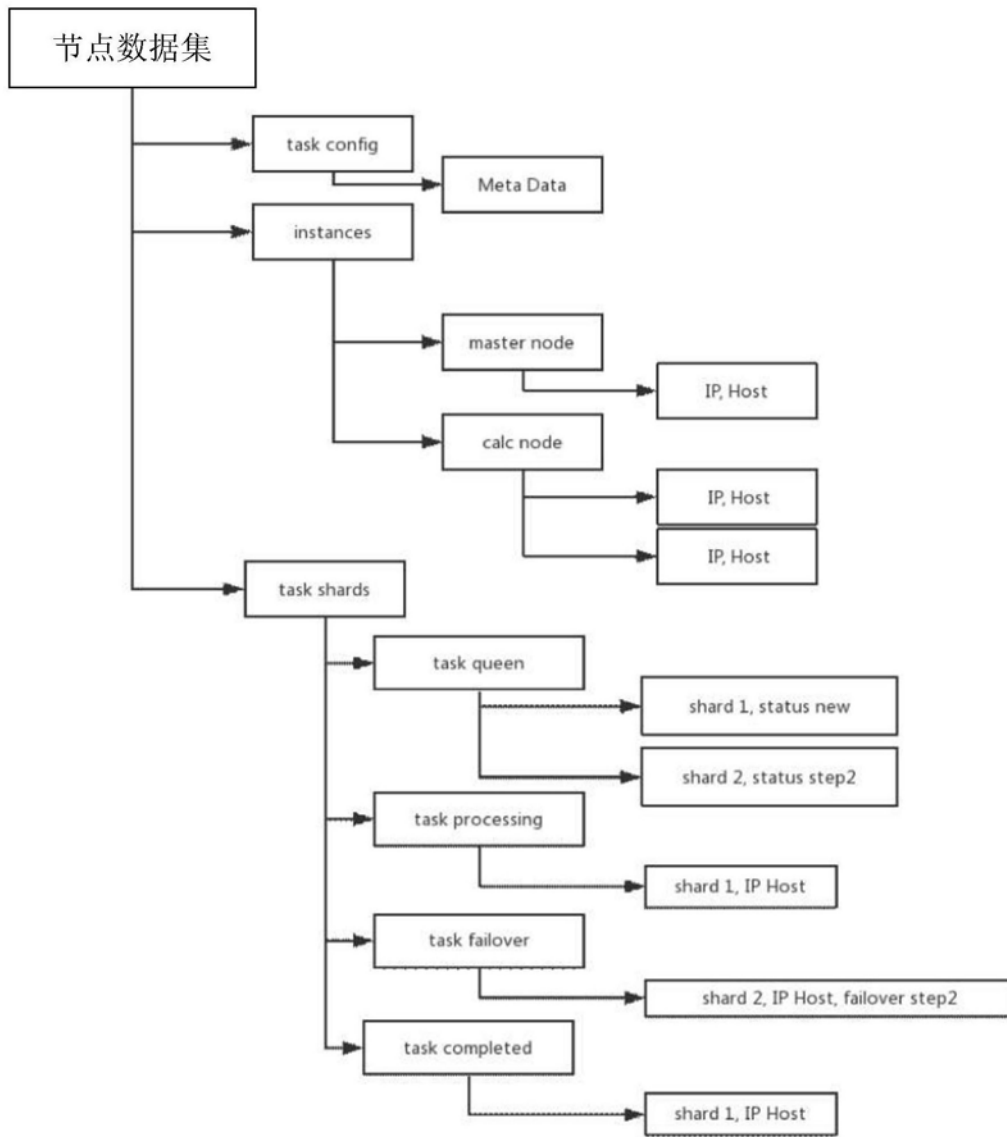 节点数据集
task config
Meta Data
instances
master node
IP, Host
calc node
IP, Host
IP, Host
task shards
task queen
shard 1, status new
shard 2, status step2
task processing
shard 1, IP Host
task failover
shard 2, IP Host, failover step2
task completed
shard 1, IP Host